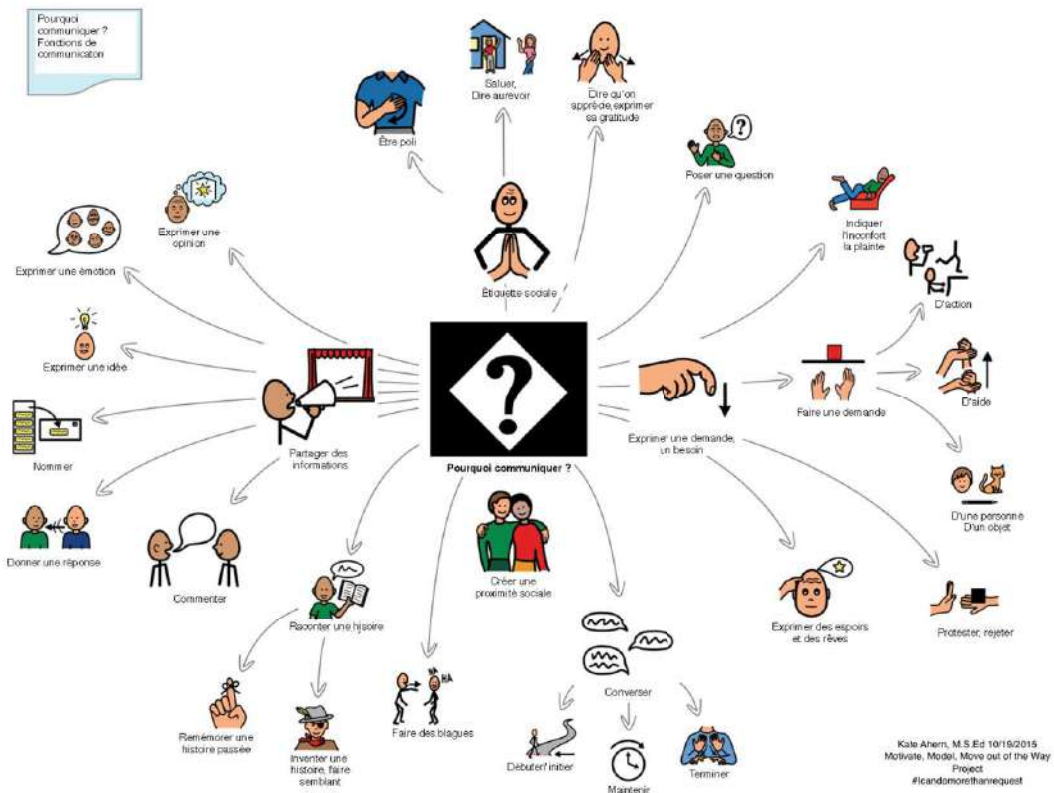 Pourquoi
communiquer ?
Fonctions de
communicaton
Saluer,
Dire aurevoir
Dire qu'on
apprécie, exprimer
sa gratitude
Être poli
Poser une question
Indiquer
l'inconfort
la plainte
Exprimer une
opinion
Exprimer une émotion
Étiquette sociale
D'action
Exprimer une idée
?
D'aide
Faire une demande
Partager des
informations
Exprimer une demande,
un besoin
Nommer
Pourquoi communiquer ?
D'une personne
D'un objet
Donner une réponse
Commenter
Créer une
proximité sociale
Raconter une hisoire
Exprimer des espoirs
et des rêves
Protester, rejeter
HA
HA
Converser
Remémorer une
histoire passée
Faire des blagues
Inventer une
histoire, faire
semblant
Débuter/ initier
Maintenir
Terminer
Kate Ahern, M.S.Ed 10/19/2015
Motivate, Model, Move out of the Way
Project
#Icandomorethanrequest